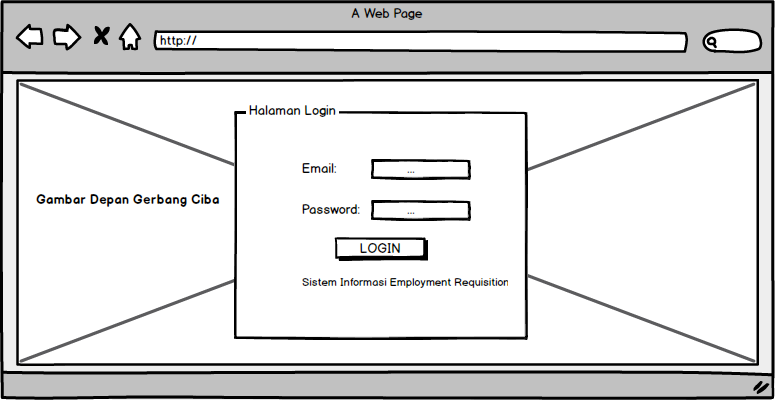 A Web Page
http://
Halaman Login
Email:
...
Gambar Depan Gerbang Ciba
Password:
...
LOGIN
Sistem Informasi Employment Requisition